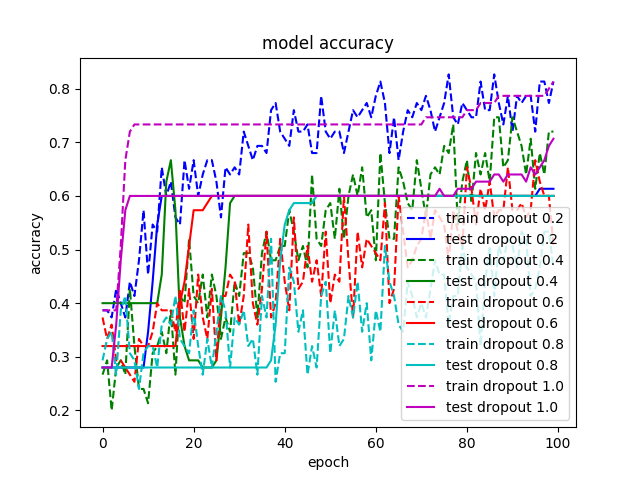 model accuracy
accuracy
0.8
0.7
0.6
0.5
0.4
0.3
0.2
train dropout 0.2
test dropout 0.2
train dropout 0.4
test dropout 0.4
train dropout 0.6
test dropout 0.6
train dropout 0.8
test dropout 0.8
train dropout 1.0
test dropout 1.0
0 20 40 60 80 100
epoch